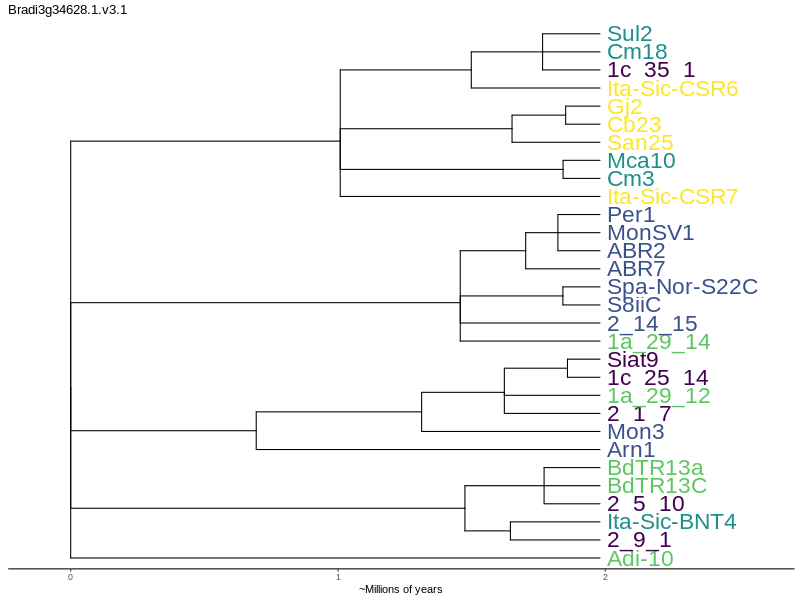 Bradi3g34628.1.v3.1
Sul2
Cm18
1c_35_1
Ita-Sic-CSR6
Gj2
Cb23
San25
Mca10
Cm3
Ita-Sic-CSR7
Per1
MonSV1
ABR2
ABR7
Spa-Nor-S22C
S8iiC
2_14_15
1a_29_14
Siat9
1c_25_14
1a_29_12
2_1_7
Mon3
Arn1
BdTR13a
BdTR13C
2_5_10
Ita-Sic-BNT4
2_9_1
Adi-10
0 1 2
~Millions of years